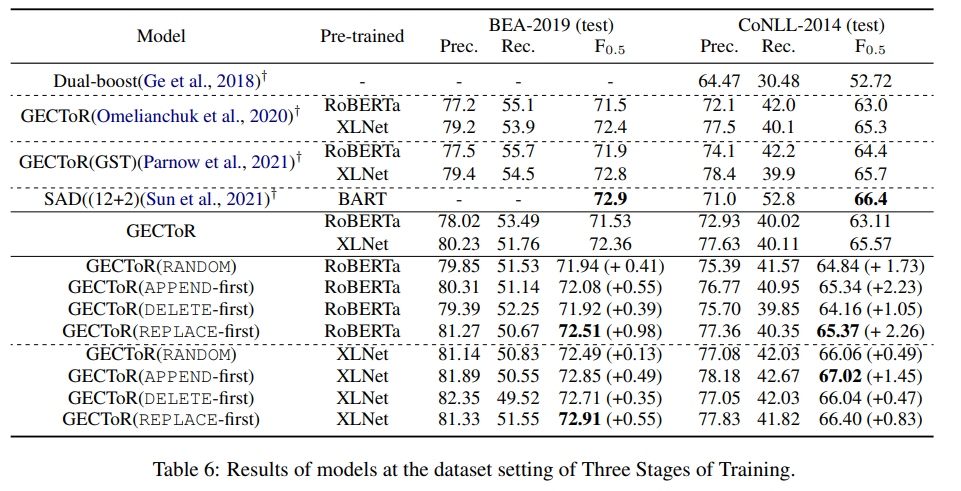 Model Pre-trained BEA-2019 (test) CoNLL-2014 (test)
Prec. Rec. F0.5 Prec. Rec. F0.5
Dual-boost(Ge et al., 2018)† - - - - 64.47 30.48 52.72
GECToR(Omelianchuk et al., 2020)† RoBERTa 77.2 55.1 71.5 72.1 42.0 63.0
XLNet 79.2 53.9 72.4 77.5 40.1 65.3
GECToR(GST)(Parnow et al., 2021)† RoBERTa 77.5 55.7 71.9 74.1 42.2 64.4
XLNet 79.4 54.5 72.8 78.4 39.9 65.7
SAD((12+2)(Sun et al., 2021)† BART - - 72.9 71.0 52.8 66.4
GECToR RoBERTa 78.02 53.49 71.53 72.93 40.02 63.11
XLNet 80.23 51.76 72.36 77.63 40.11 65.57
GECToR(RANDOM) RoBERTa 79.85 51.53 71.94 (+ 0.41) 75.39 41.57 64.84 (+ 1.73)
GECToR(APPEND-first) RoBERTa 80.31 51.14 72.08 (+0.55) 76.77 40.95 65.34 (+2.23)
GECToR(DELETE-first) RoBERTa 79.39 52.25 71.92 (+0.39) 75.70 39.85 64.16 (+1.05)
GECToR(REPLACE-first) RoBERTa 81.27 50.67 72.51 (+0.98) 77.36 40.35 65.37 (+ 2.26)
GECToR(RANDOM) XLNet 81.14 50.83 72.49 (+0.13) 77.08 42.03 66.06 (+0.49)
GECToR(APPEND-first) XLNet 81.89 50.55 72.85 (+0.49) 78.18 42.67 67.02 (+1.45)
GECToR(DELETE-first) XLNet 82.35 49.52 72.71 (+0.35) 77.05 42.03 66.04 (+0.47)
GECToR(REPLACE-first) XLNet 81.33 51.55 72.91 (+0.55) 77.83 41.82 66.40 (+0.83)
Table 6: Results of models at the dataset setting of Three Stages of Training.